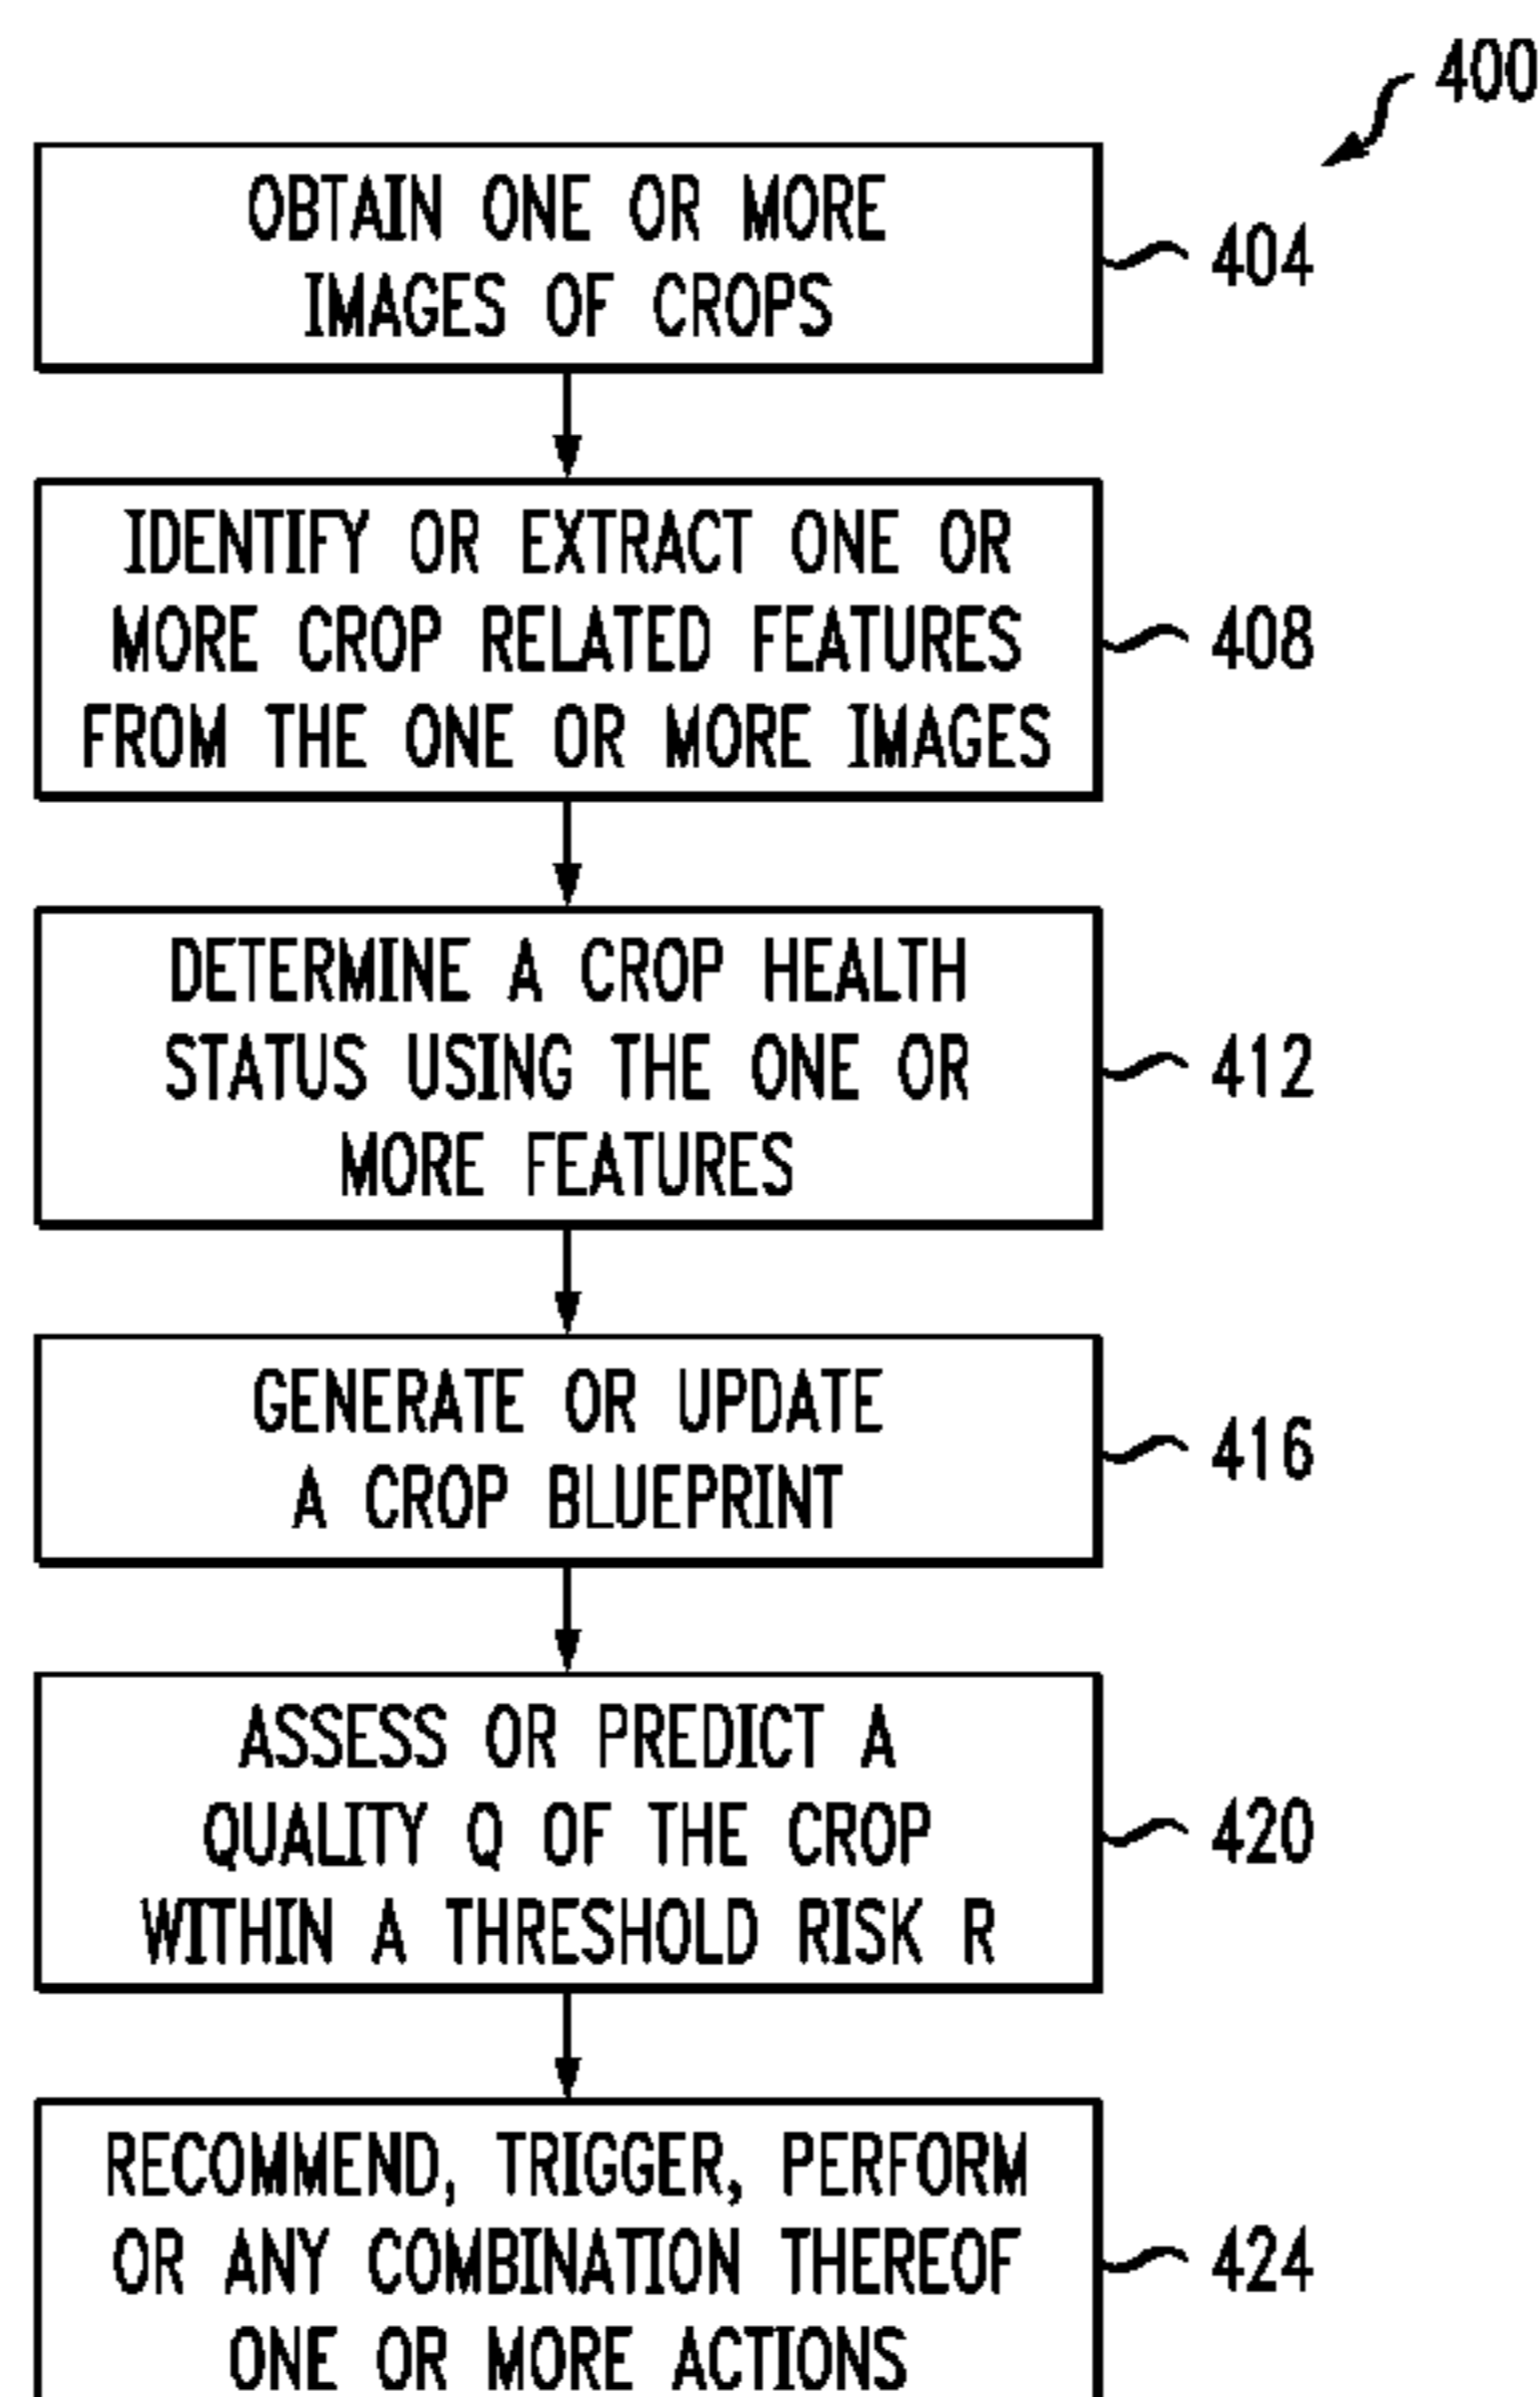 400
OBTAIN ONE OR MORE
IMAGES OF CROPS
404
IDENTIFY OR EXTRACT ONE OR
MORE CROP RELATED FEATURES
FROM THE ONE OR MORE IMAGES
408
DETERMINE A CROP HEALTH
STATUS USING THE ONE OR
MORE FEATURES
412
GENERATE OR UPDATE
A CROP BLUEPRINT
416
ASSESS OR PREDICT A
QUALITY Q OF THE CROP
WITHIN A THRESHOLD RISK R
420
RECOMMEND, TRIGGER, PERFORM
OR ANY COMBINATION THEREOF
ONE OR MORE ACTIONS
424